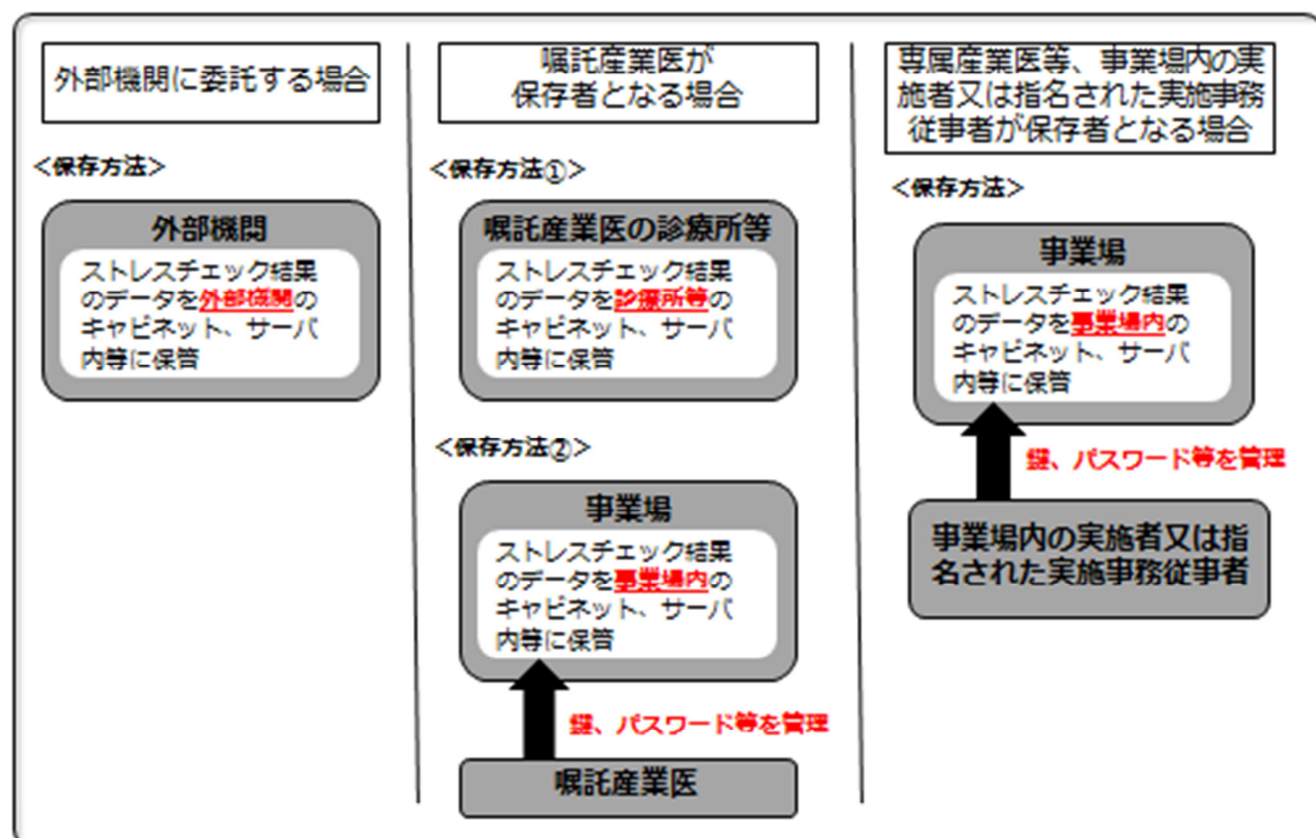 外部機関に委託する場合
＜保存方法＞
外部機関
ストレスチェック結果
のデータを外部機関の
キャビネット、サーバ
内等に保管
嘱託産業医が
保存者となる場合
＜保存方法①＞
嘱託産業医の診療所等
ストレスチェック結果
のデータを診療所等の
キャビネット、サーバ
内等に保管
＜保存方法②＞
事業場
ストレスチェック結果
のデータを事業場内の
キャビネット、サーバ
内等に保管
鍵、パスワード等を管理
嘱託産業医
専属産業医等、事業場内の実
施者又は指名された実施事務
従事者が保存者となる場合
＜保存方法＞
事業場
ストレスチェック結果
のデータを事業場内の
キャビネット、サーバ
内等に保管
鍵、パスワード等を管理
事業場内の実施者又は指
名された実施事務従事者